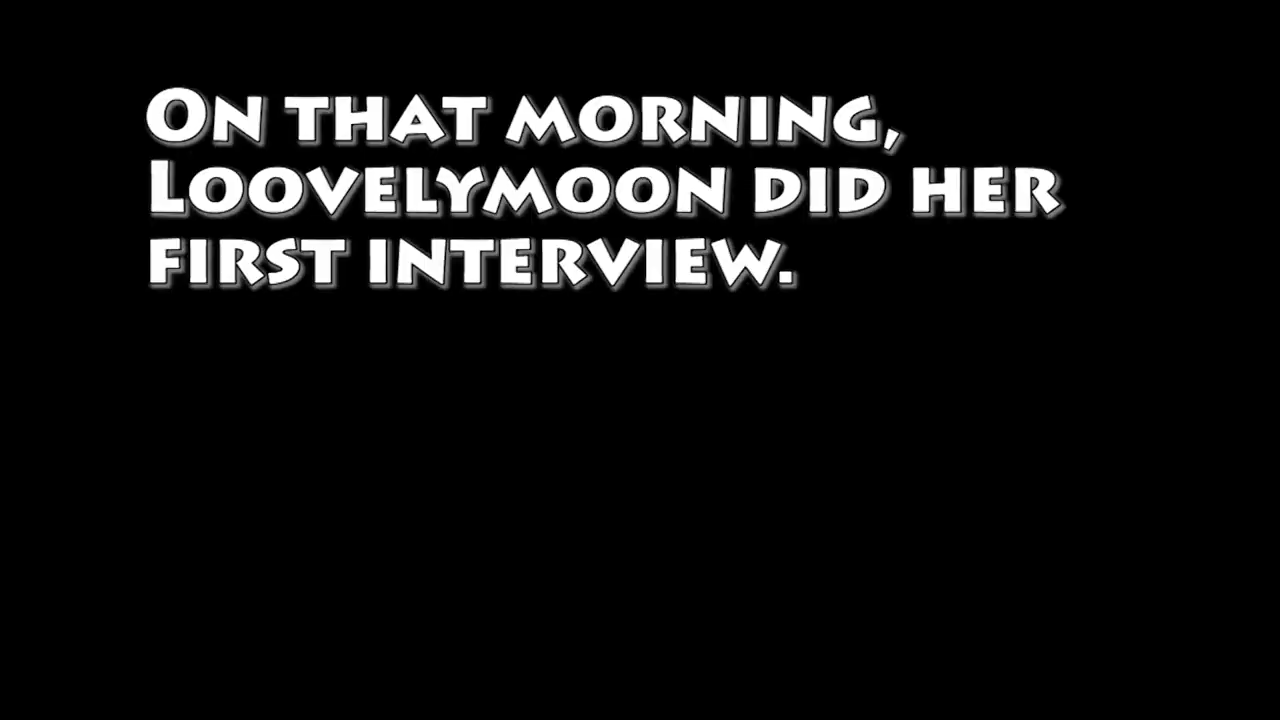 On that morning,
Loovelymoon did her
first interview.